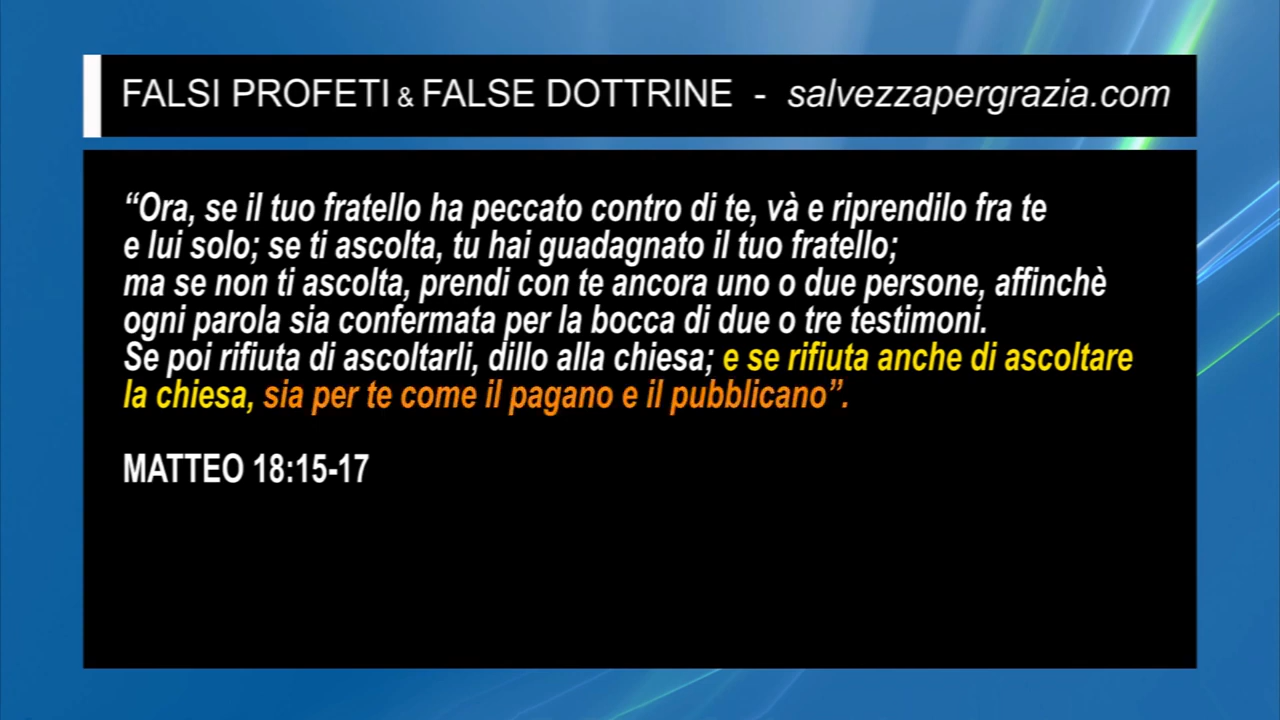 FALSI PROFETI & FALSE DOTTRINE - salvezzapergrazia.com
“Ora, se il tuo fratello ha peccato contro di te, và e riprendilo fra te
e lui solo; se ti ascolta, tu hai guadagnato il tuo fratello;
ma se non ti ascolta, prendi con te ancora uno o due persone, affinchè
ogni parola sia confermata per la bocca di due o tre testimoni.
Se poi rifiuta di ascoltarli, dillo alla chiesa; e se rifiuta anche di ascoltare
la chiesa, sia per te come il pagano e il pubblicano”.
MATTEO 18:15-17